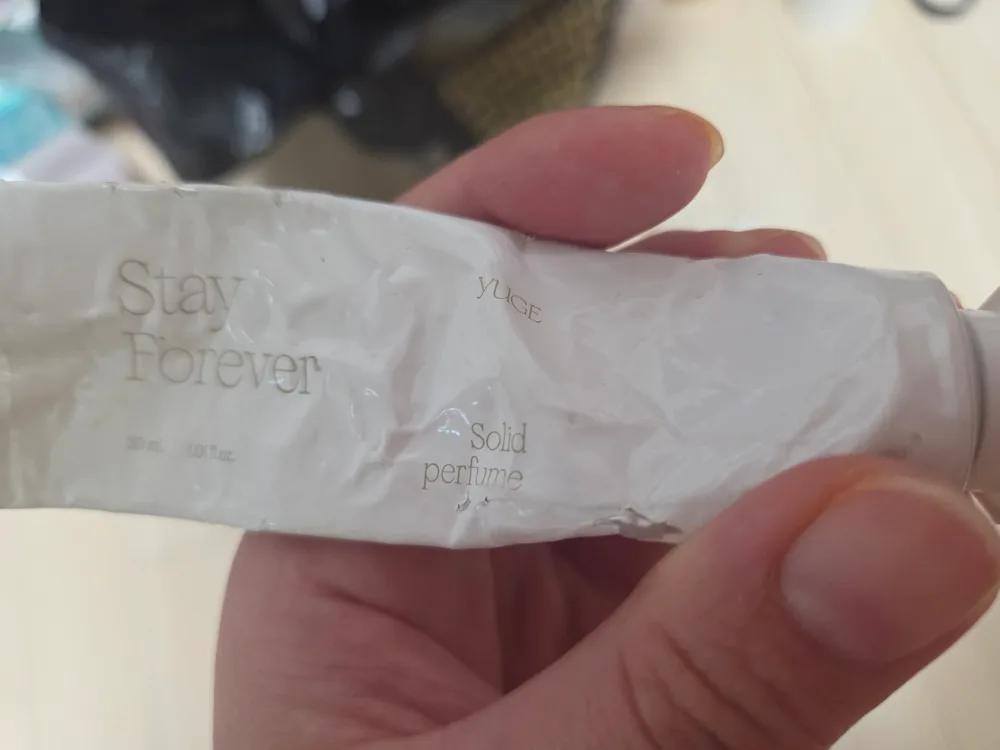 Stay
Forever
YUGE
Solid
perfume